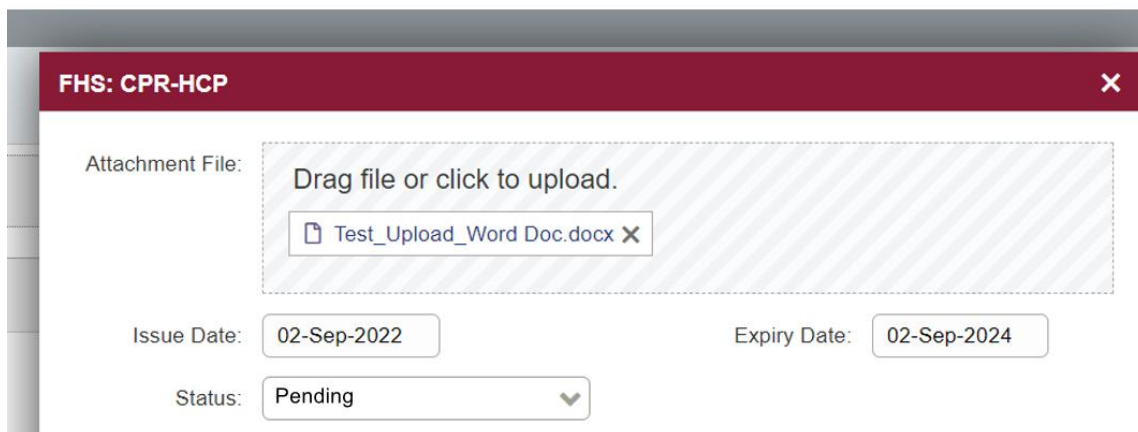 FHS: CPR-HCP
Attachment File:
Drag file or click to upload.
Test_Upload_Word Doc.docx
Issue Date: 02-Sep-2022 Expiry Date: 02-Sep-2024
Status: Pending